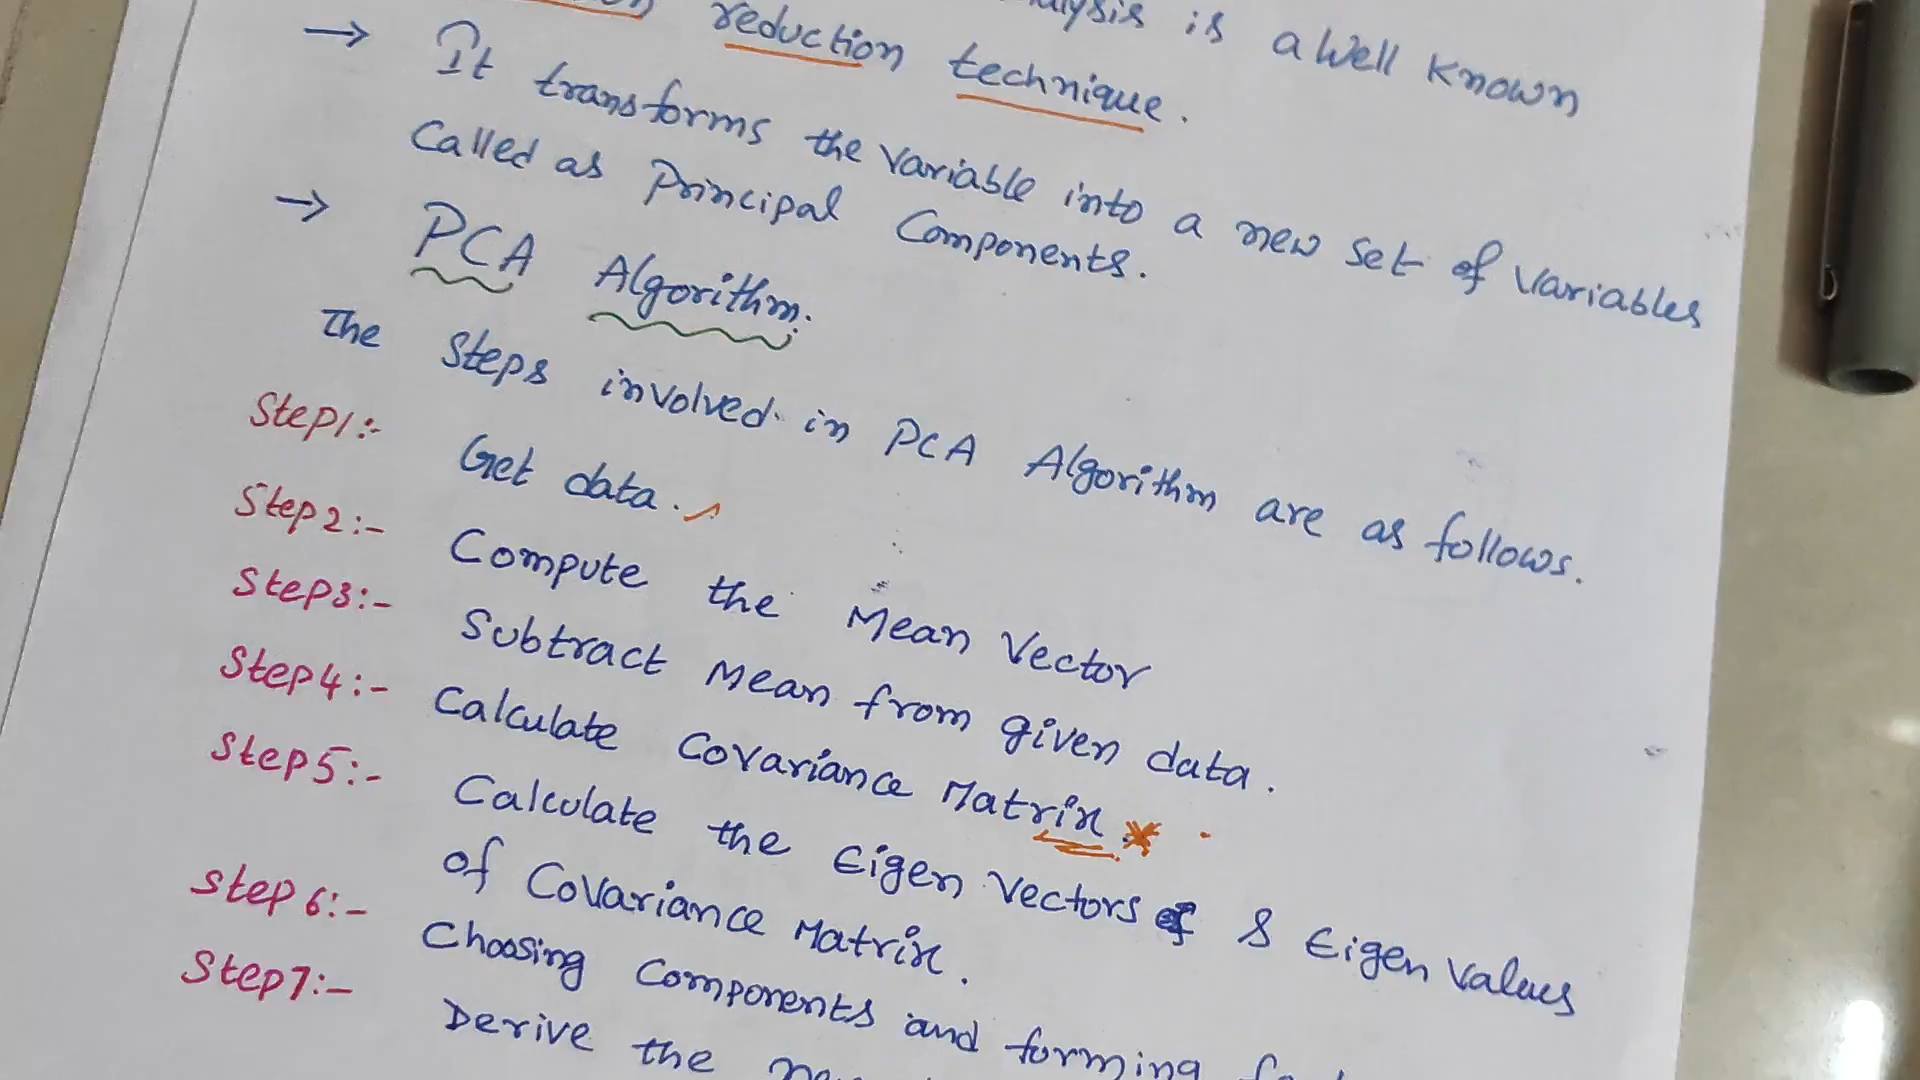 is a Well Known
reduction technique.
→ It transforms the Variable into a new set of Variables
Called as Principal Components.
→ PCA Algorithm.
The steps involved in PCA Algorithm are as follows.
Step1:- Get data.
Step2:- Compute the Mean Vector
Step3:- Subtract Mean from given data.
Step4:- Calculate Covariance Matrix.
Step5:- Calculate the Eigen Vectors & Eigen Values
of Covariance Matrix.
Step6:- Choosing Components and forming
Step7:- Derive the